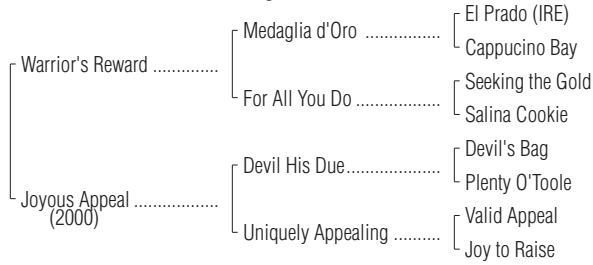 El Prado (IRE)
Medaglia d'Oro ................
Cappucino Bay
Warrior's Reward ..............
Seeking the Gold
For All You Do ...................
Salina Cookie
Devil's Bag
Devil His Due.....................
Plenty O'Toole
Joyous Appeal ..................
(2000)
Valid Appeal
Uniquely Appealing ..........
Joy to Raise